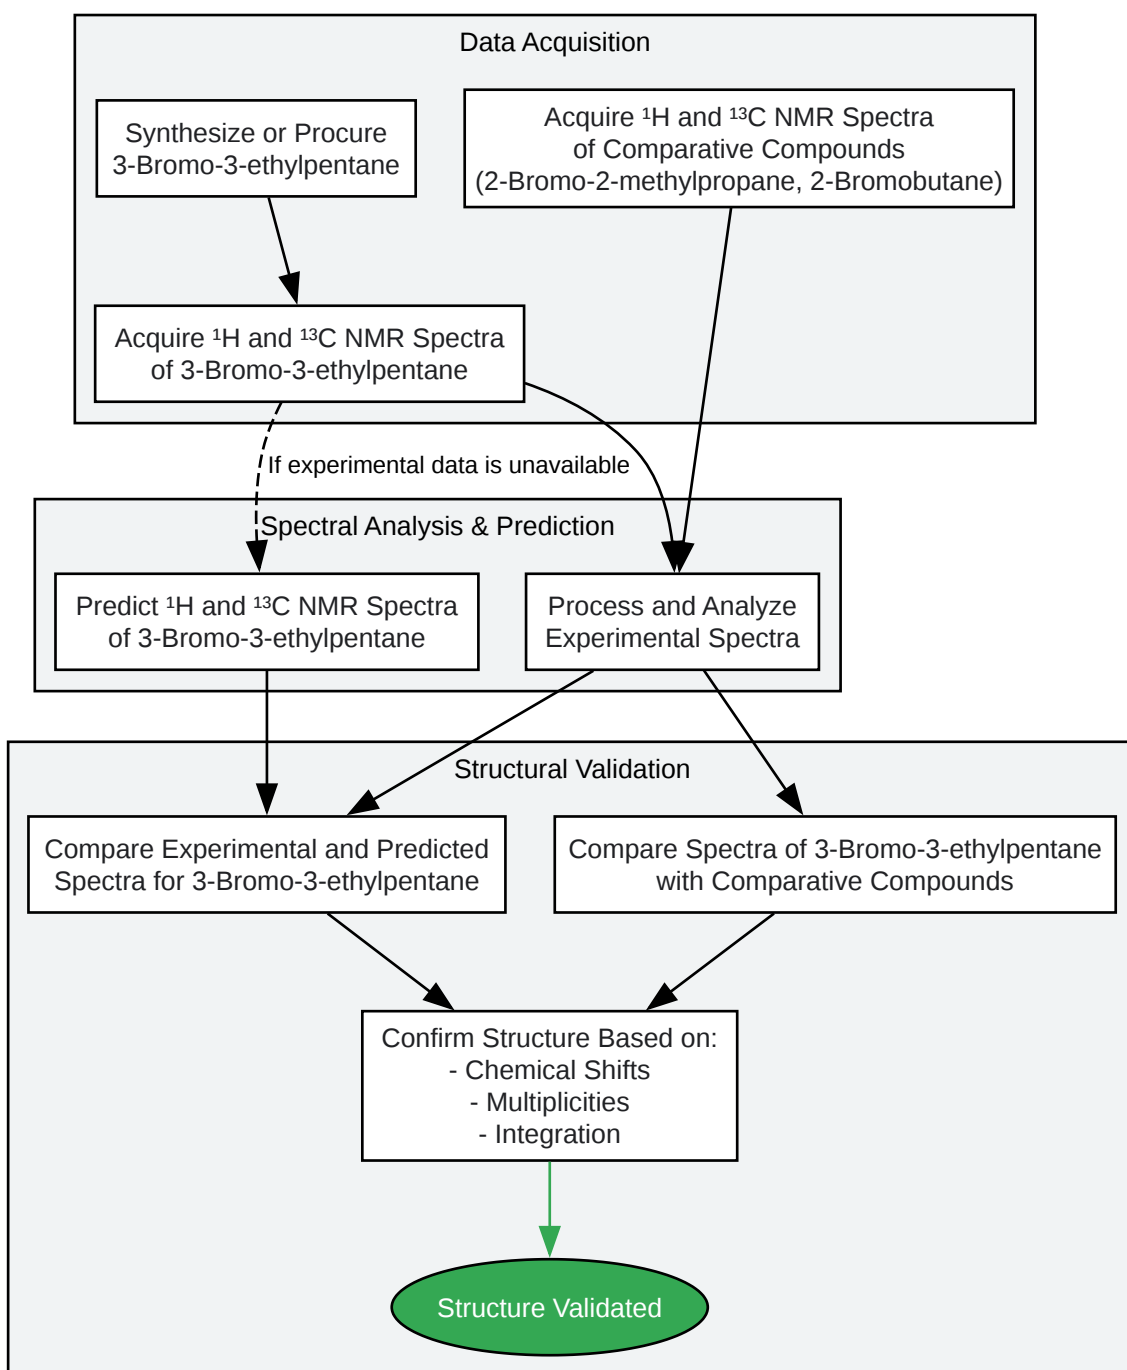 Data Acquisition
Synthesize or Procure
3-Bromo-3-ethylpentane
Acquire ¹H and ¹³C NMR Spectra
of Comparative Compounds
(2-Bromo-2-methylpropane, 2-Bromobutane)
Acquire ¹H and ¹³C NMR Spectra
of 3-Bromo-3-ethylpentane
If experimental data is unavailable
Spectral Analysis & Prediction
Predict ¹H and ¹³C NMR Spectra
of 3-Bromo-3-ethylpentane
Process and Analyze
Experimental Spectra
Structural Validation
Compare Experimental and Predicted
Spectra for 3-Bromo-3-ethylpentane
Compare Spectra of 3-Bromo-3-ethylpentane
with Comparative Compounds
Confirm Structure Based on:
- Chemical Shifts
- Multiplicities
- Integration
Structure Validated